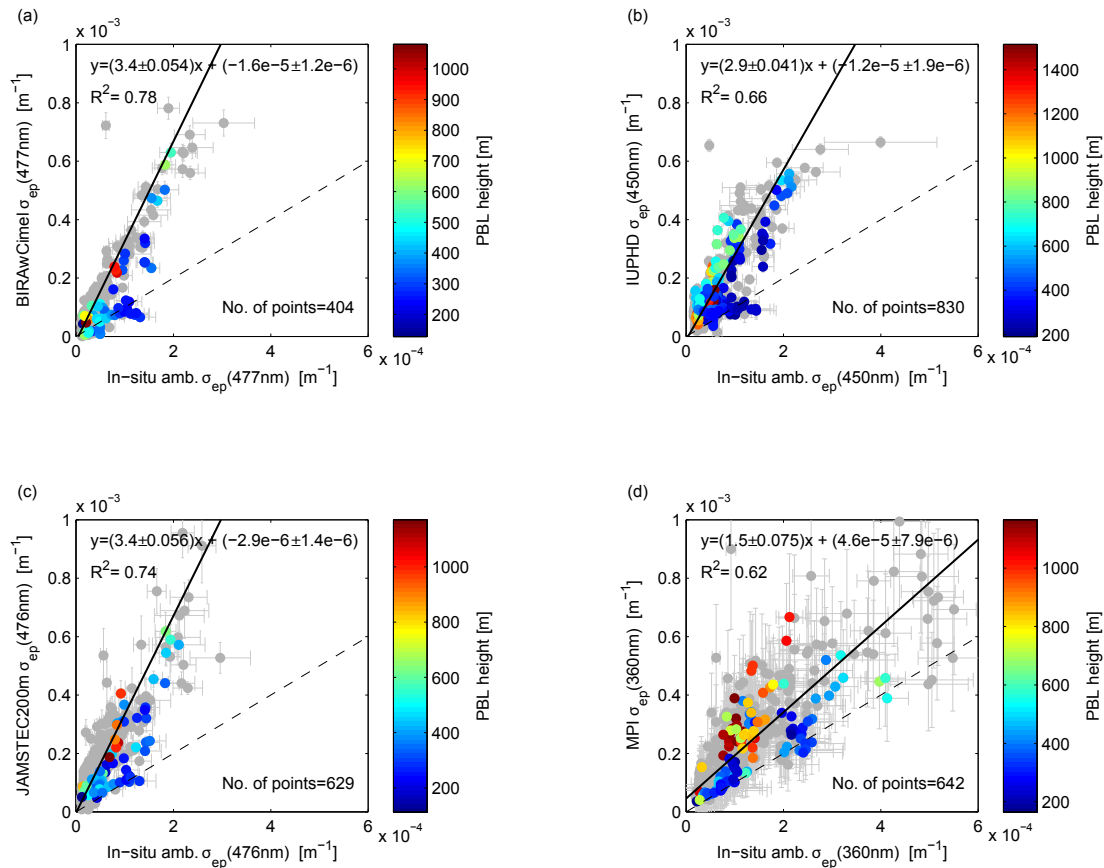 (a)
x 10⁻³
y=(3.4±0.054)x + (−1.6e−5±1.2e−6)
R²= 0.78
No. of points=404
BIRAwCimel σ_ep(477nm) [m⁻¹]
1
0.8
0.6
0.4
0.2
0
0 2 4 6
x 10⁻⁴
In−situ amb. σ_ep(477nm) [m⁻¹]
1000
900
800
700
600
500
400
300
200
PBL height [m]
(b)
x 10⁻³
y=(2.9±0.041)x + (−1.2e−5±1.9e−6)
R²= 0.66
No. of points=830
IUPHD σ_ep(450nm) [m⁻¹]
1
0.8
0.6
0.4
0.2
0
0 2 4 6
x 10⁻⁴
In−situ amb. σ_ep(450nm) [m⁻¹]
1400
1200
1000
800
600
400
200
PBL height [m]
(c)
x 10⁻³
y=(3.4±0.056)x + (−2.9e−6±1.4e−6)
R²= 0.74
No. of points=629
JAMSTEC200m σ_ep(476nm) [m⁻¹]
1
0.8
0.6
0.4
0.2
0
0 2 4 6
x 10⁻⁴
In−situ amb. σ_ep(476nm) [m⁻¹]
1000
800
600
400
200
PBL height [m]
(d)
x 10⁻³
y=(1.5±0.075)x + (4.6e−5±7.9e−6)
R²= 0.62
No. of points=642
MPI σ_ep(360nm) [m⁻¹]
1
0.8
0.6
0.4
0.2
0
0 2 4 6
x 10⁻⁴
In−situ amb. σ_ep(360nm) [m⁻¹]
1000
800
600
400
200
PBL height [m]